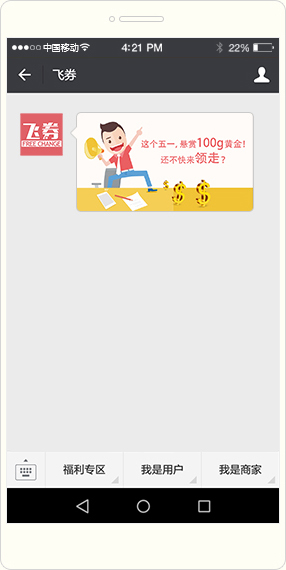 中国移动
4:21 PM
22%
飞券
飞券
FREE CHANGE
这个五一，悬赏100g黄金！
还不快来领走？
福利专区
我是用户
我是商家